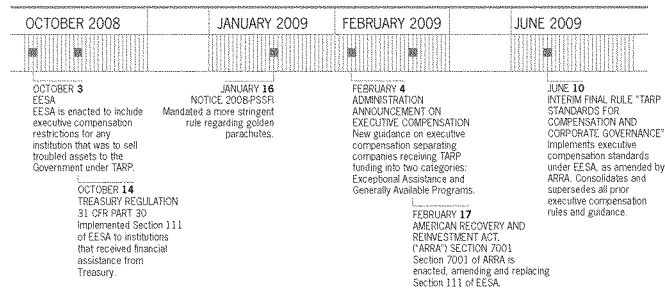 OCTOBER 2008
JANUARY 2009
FEBRUARY 2009
JUNE 2009
OCTOBER 3
EESA
EESA is enacted to include
executive compensation
restrictions for any
institution that was to sell
troubled assets to the
Government under TARP.
OCTOBER 14
TREASURY REGULATION
31 CFR PART 30
Implemented Section 111
of EESA to institutions
that received financial
assistance from
Treasury.
JANUARY 16
NOTICE 2008-PSSFI
Mandated a more stringent
rule regarding golden
parachutes.
FEBRUARY 4
ADMINISTRATION
ANNOUNCEMENT ON
EXECUTIVE COMPENSATION
New guidance on executive
compensation separating
companies receiving TARP
funding into two categories:
Exceptional Assistance and
Generally Available Programs.
FEBRUARY 17
AMERICAN RECOVERY AND
REINVESTMENT ACT.
("ARRA") SECTION 7001
Section 7001 of ARRA is
enacted, amending and replacing
Section 111 of EESA.
JUNE 10
INTERIM FINAL RULE "TARP
STANDARDS FOR
COMPENSATION AND
CORPORATE GOVERNANCE"
Implements executive
compensation standards
under EESA, as amended by
ARRA. Consolidates and
supersedes all prior
executive compensation
rules and guidance.